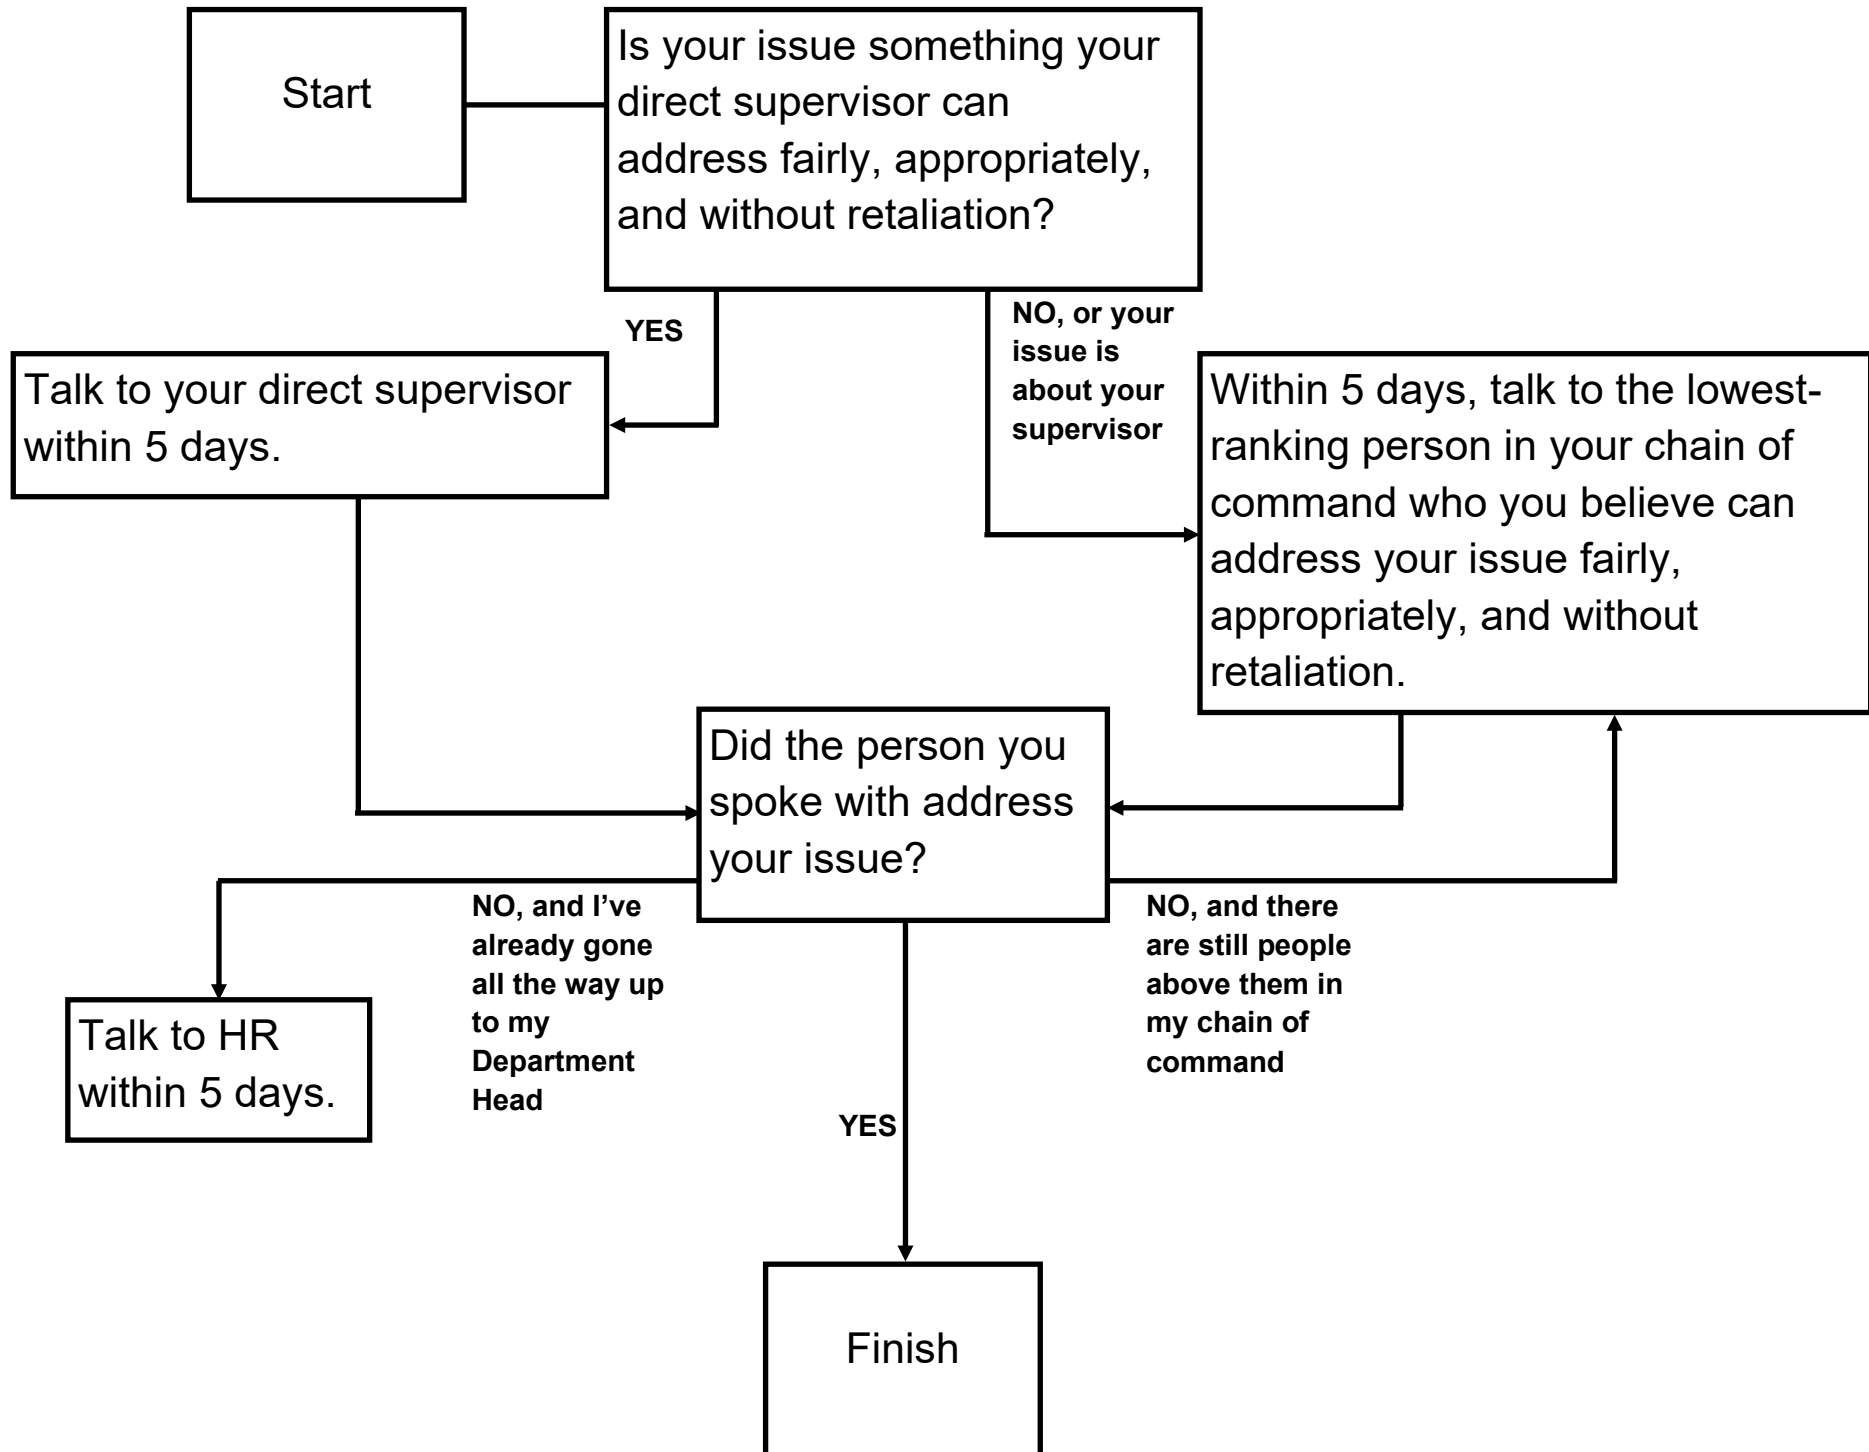 Start
Is your issue something your
direct supervisor can
address fairly, appropriately,
and without retaliation?
YES
NO, or your
issue is
about your
supervisor
Talk to your direct supervisor
within 5 days.
Within 5 days, talk to the lowest-
ranking person in your chain of
command who you believe can
address your issue fairly,
appropriately, and without
retaliation.
Did the person you
spoke with address
your issue?
NO, and I’ve
already gone
all the way up
to my
Department
Head
NO, and there
are still people
above them in
my chain of
command
Talk to HR
within 5 days.
YES
Finish